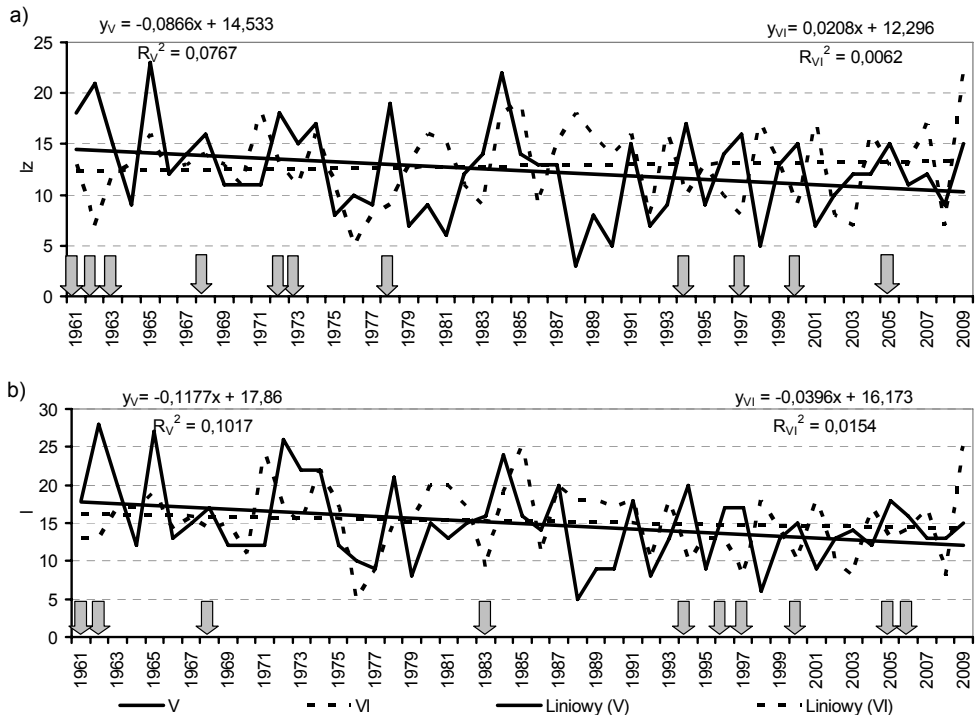 a)
y_V = -0,0866x + 14,533
R_V² = 0,0767
y_VI = 0,0208x + 12,296
R_VI² = 0,0062
lz
25
20
15
10
5
0
1961 1963 1965 1967 1969 1971 1973 1975 1977 1979 1981 1983 1985 1987 1989 1991 1993 1995 1997 1999 2001 2003 2005 2007 2009
b)
y_V = -0,1177x + 17,86
R_V² = 0,1017
y_VI = -0,0396x + 16,173
R_VI² = 0,0154
l
30
25
20
15
10
5
0
1961 1963 1965 1967 1969 1971 1973 1975 1977 1979 1981 1983 1985 1987 1989 1991 1993 1995 1997 1999 2001 2003 2005 2007 2009
V VI Liniowy (V) Liniowy (VI)